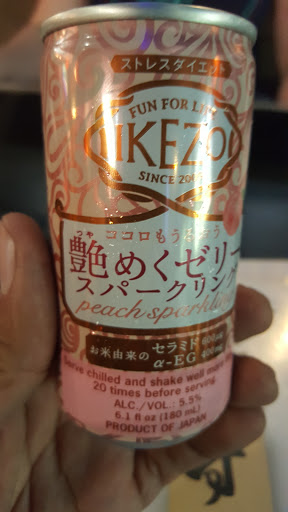 ストレスダイエット
FUN FOR LIFE
IKEZO
SINCE 20
つや ココロもうるおう
艶めくゼリー
スパークリング
peach sparkling
お米由来の セラミド
α-EG
Serve chilled and shake well more
20 times before serving.
ALC./VOL.: 5.5%
6.1 fl oz (180 mL)
PRODUCT OF JAPAN